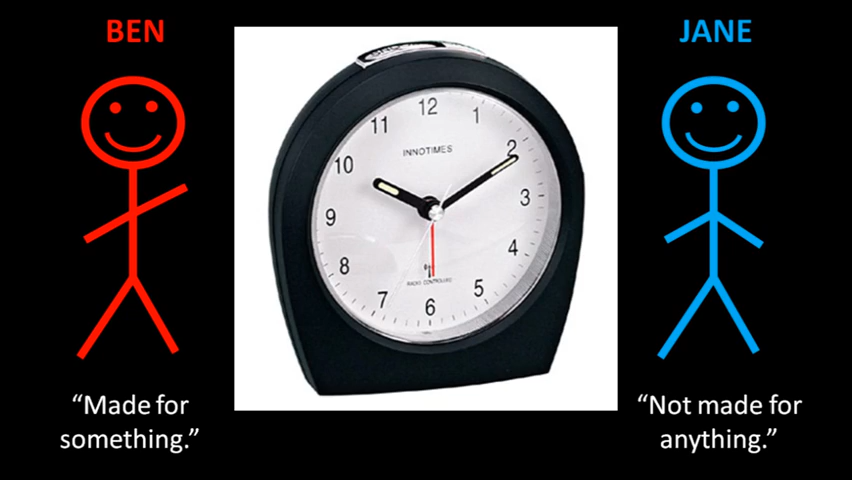 BEN
“Made for
something.”
12
1
2
3
4
5
6
7
8
9
10
11
INNOTIMES
RADIO CONTROLLED
JANE
“Not made for
anything.”